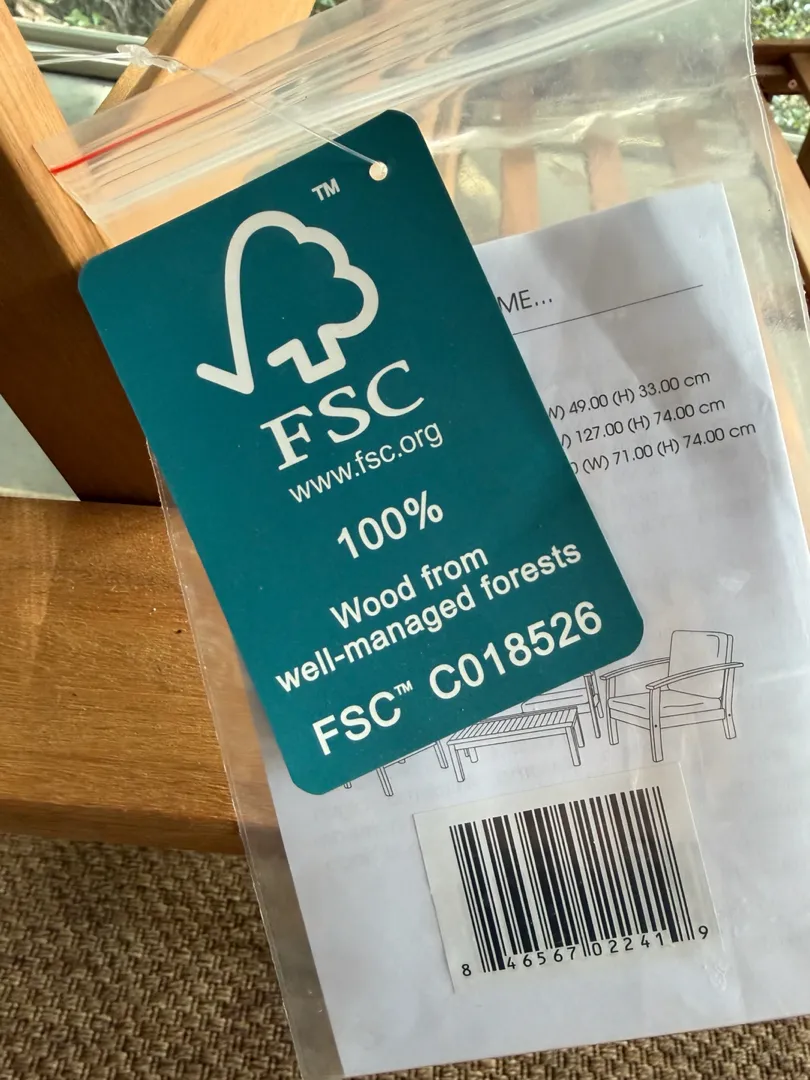 TM
FSC
www.fsc.org
100%
Wood from
well-managed forests
FSC™ C018526
ME...
W) 49.00 (H) 33.00 cm
) 127.00 (H) 74.00 cm
0 (W) 71.00 (H) 74.00 cm
8 46567 02241 9